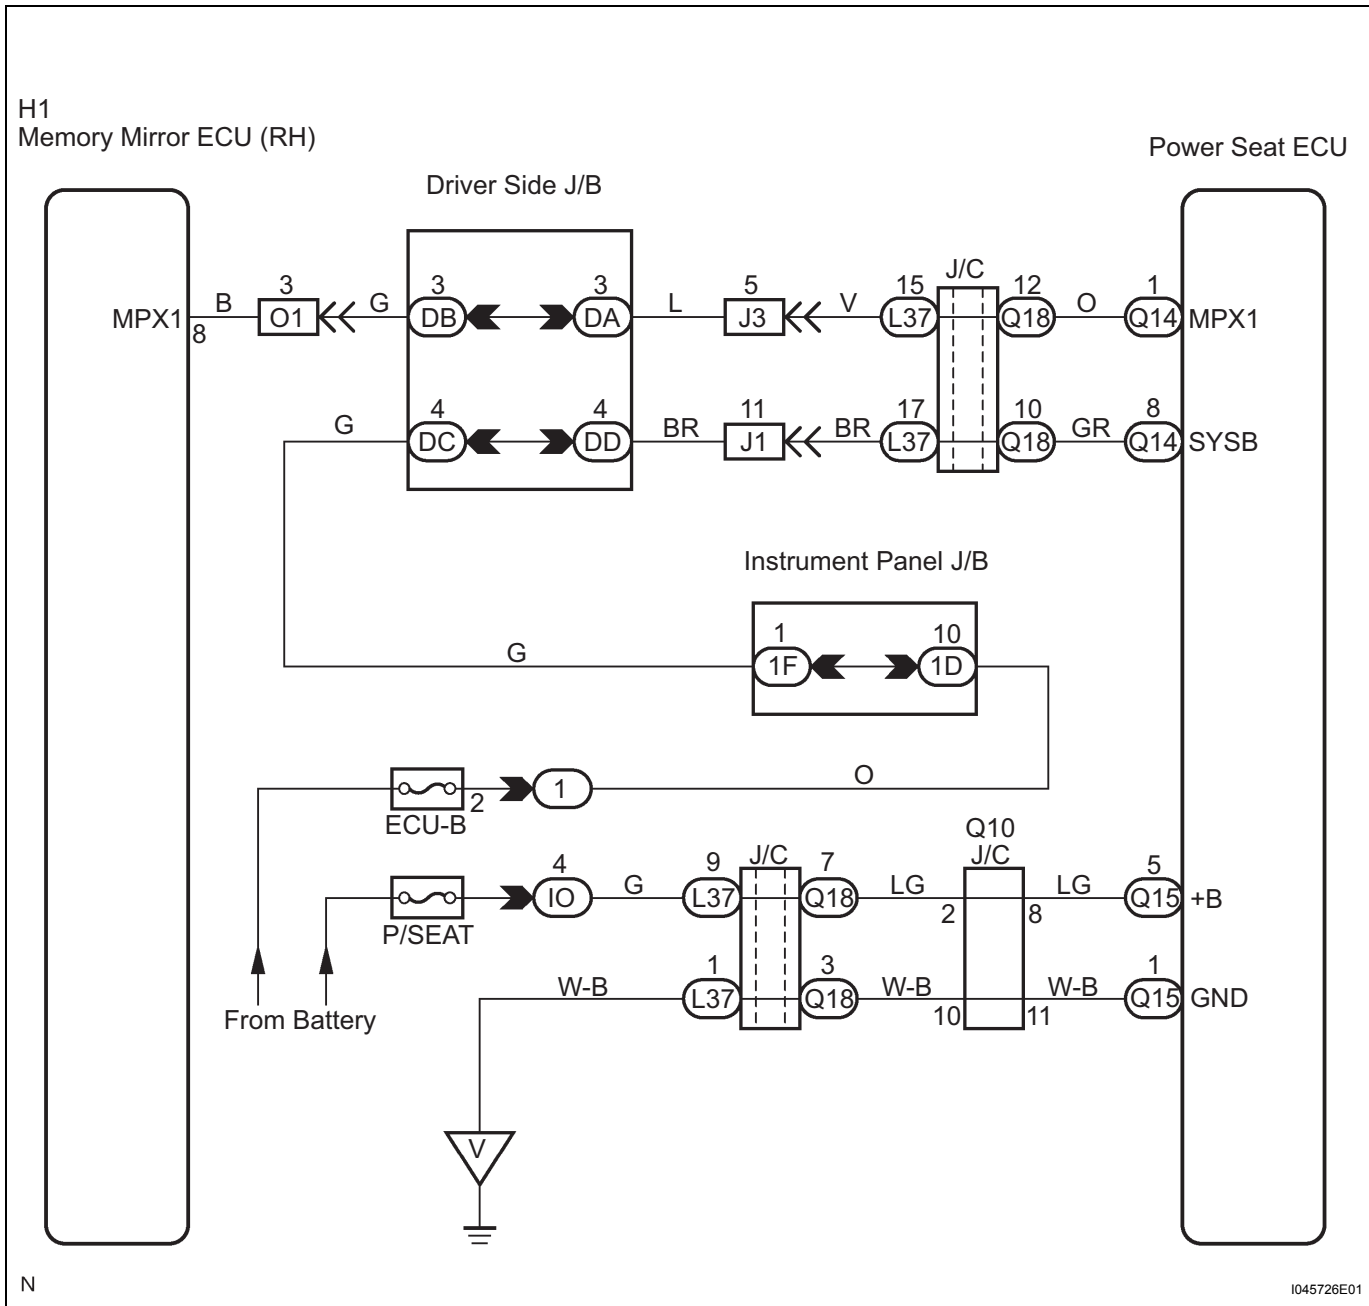 H1
Memory Mirror ECU (RH)
Power Seat ECU
Driver Side J/B
J/C
3 3 3 5 15 12 1
MPX1 B O1 G DB DA L J3 V L37 Q18 O Q14 MPX1
8
4 4 11 17 10 8
G DC DD BR J1 BR L37 Q18 GR Q14 SYSB
Instrument Panel J/B
1 10
G 1F 1D
O
2 1
ECU-B
Q10
4 9 J/C 7 J/C 5
IO G L37 Q18 LG LG Q15 +B
2 8
P/SEAT
1 3 1
W-B L37 Q18 W-B W-B Q15 GND
10 11
From Battery
V
N
I045726E01